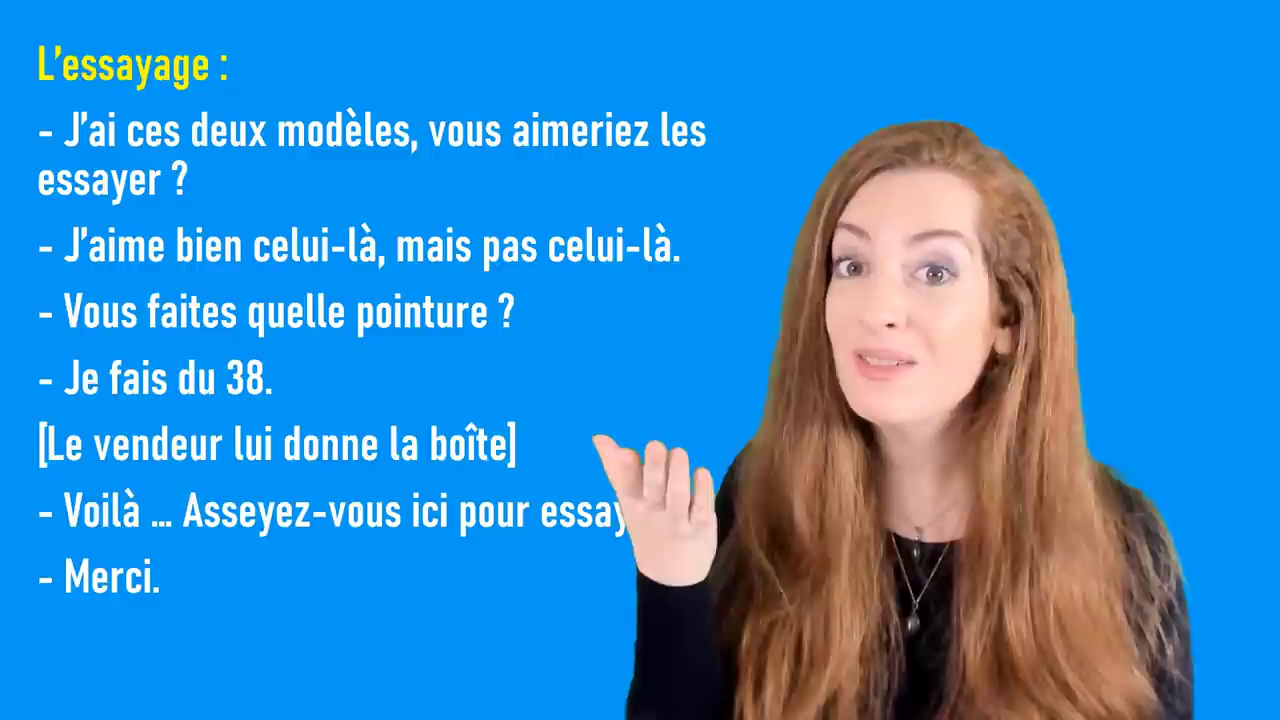 L'essayage :
- J'ai ces deux modèles, vous aimeriez les
essayer ?
- J'aime bien celui-là, mais pas celui-là.
- Vous faites quelle pointure ?
- Je fais du 38.
[Le vendeur lui donne la boîte]
- Voilà … Asseyez-vous ici pour
- Merci.